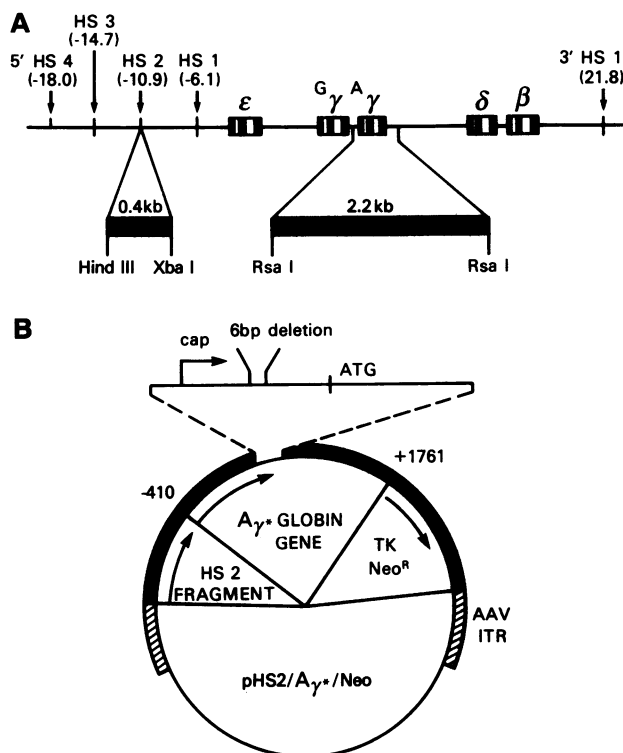 A
HS 3
(-14.7)
5' HS 4
(-18.0)
HS 2
(-10.9)
HS 1
(-6.1)
3' HS 1
(21.8)
ε
Gγ
Aγ
δ
β
0.4kb
2.2kb
Hind III
Xba I
Rsa I
Rsa I
B
6bp deletion
cap
ATG
-410
+1761
Aγ* GLOBIN
GENE
HS 2
FRAGMENT
TK
NeoR
AAV
ITR
pHS2/Aγ*/Neo